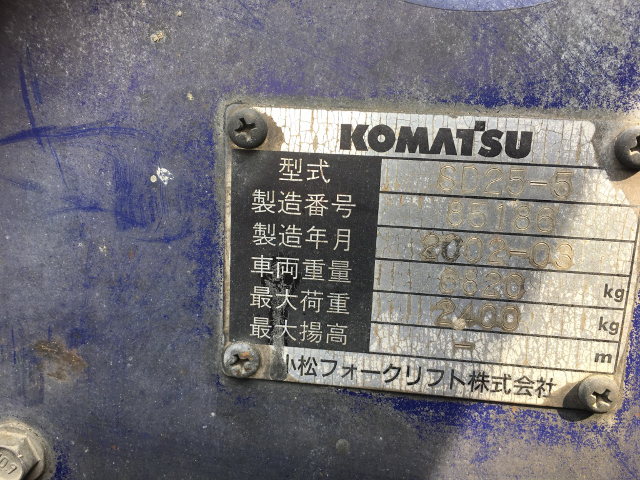 KOMATSU
型式 SD25-5
製造番号 85186
製造年月 2002-03
車両重量 kg
最大荷重 2400 kg
最大揚高 - m
小松フォークリフト株式会社